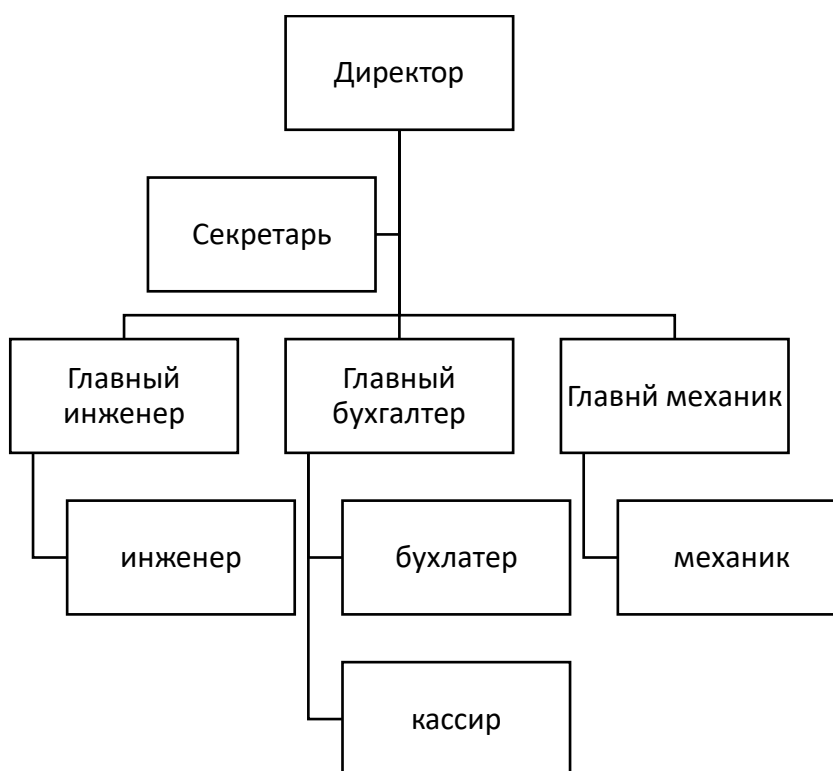 Директор
Секретарь
Главный
инженер
Главный
бухгалтер
Главнй механик
инженер
бухлатер
механик
кассир